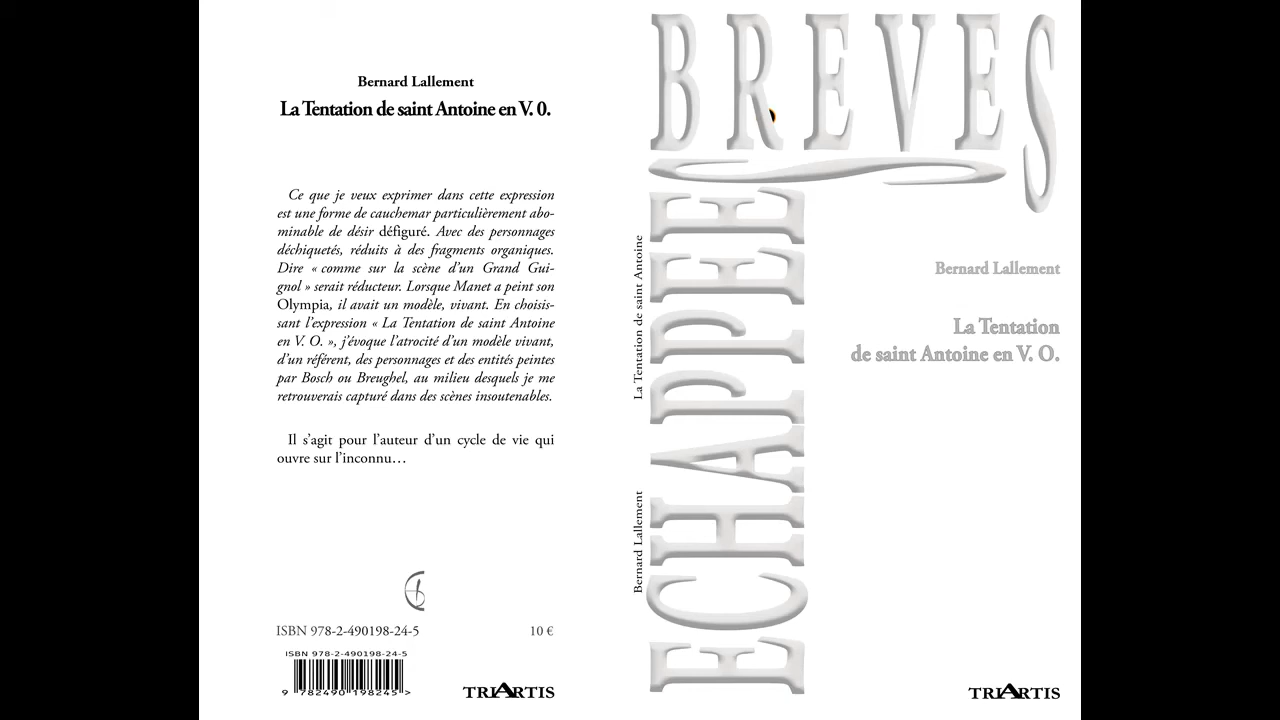 Bernard Lallement
La Tentation de saint Antoine en V. 0.
Ce que je veux exprimer dans cette expression
est une forme de cauchemar particulièrement abo-
minable de désir défiguré. Avec des personnages
déchiquetés, réduits à des fragments organiques.
Dire « comme sur la scène d'un Grand Gui-
gnol » serait réducteur. Lorsque Manet a peint son
Olympia, il avait un modèle, vivant. En choisis-
sant l'expression « La Tentation de saint Antoine
en V. O. », j'évoque l'atrocité d'un modèle vivant,
d'un référent, des personnages et des entités peintes
par Bosch ou Breughel, au milieu desquels je me
retrouverais capturé dans des scènes insoutenables.
Il s'agit pour l'auteur d'un cycle de vie qui
ouvre sur l'inconnu…
ISBN 978-2-490198-24-5 10 €
ISBN 978-2-490198-24-5
9 782490 198245 >
TRIARTIS
Bernard Lallement
La Tentation de saint Antoine
BREVES
ECHAPPEE
Bernard Lallement
La Tentation
de saint Antoine en V. O.
TRIARTIS